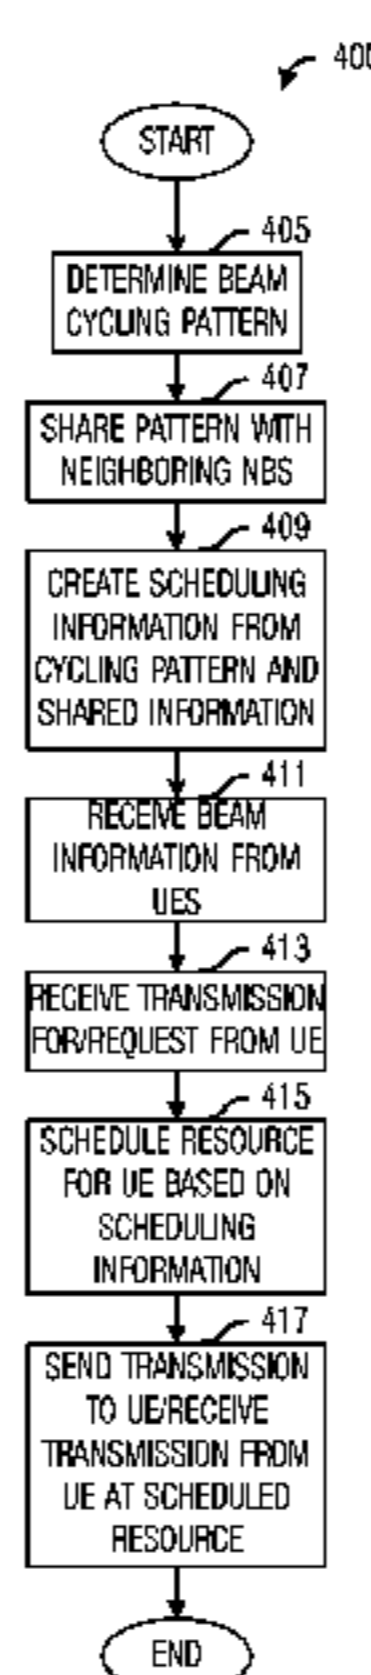 400
START
405
DETERMINE BEAM
CYCLING PATTERN
407
SHARE PATTERN WITH
NEIGHBORING NBS
409
CREATE SCHEDULING
INFORMATION FROM
CYCLING PATTERN AND
SHARED INFORMATION
411
RECEIVE BEAM
INFORMATION FROM
UES
413
RECEIVE TRANSMISSION
FOR/REQUEST FROM UE
415
SCHEDULE RESOURCE
FOR UE BASED ON
SCHEDULING
INFORMATION
417
SEND TRANSMISSION
TO UE/RECEIVE
TRANSMISSION FROM
UE AT SCHEDULED
RESOURCE
END